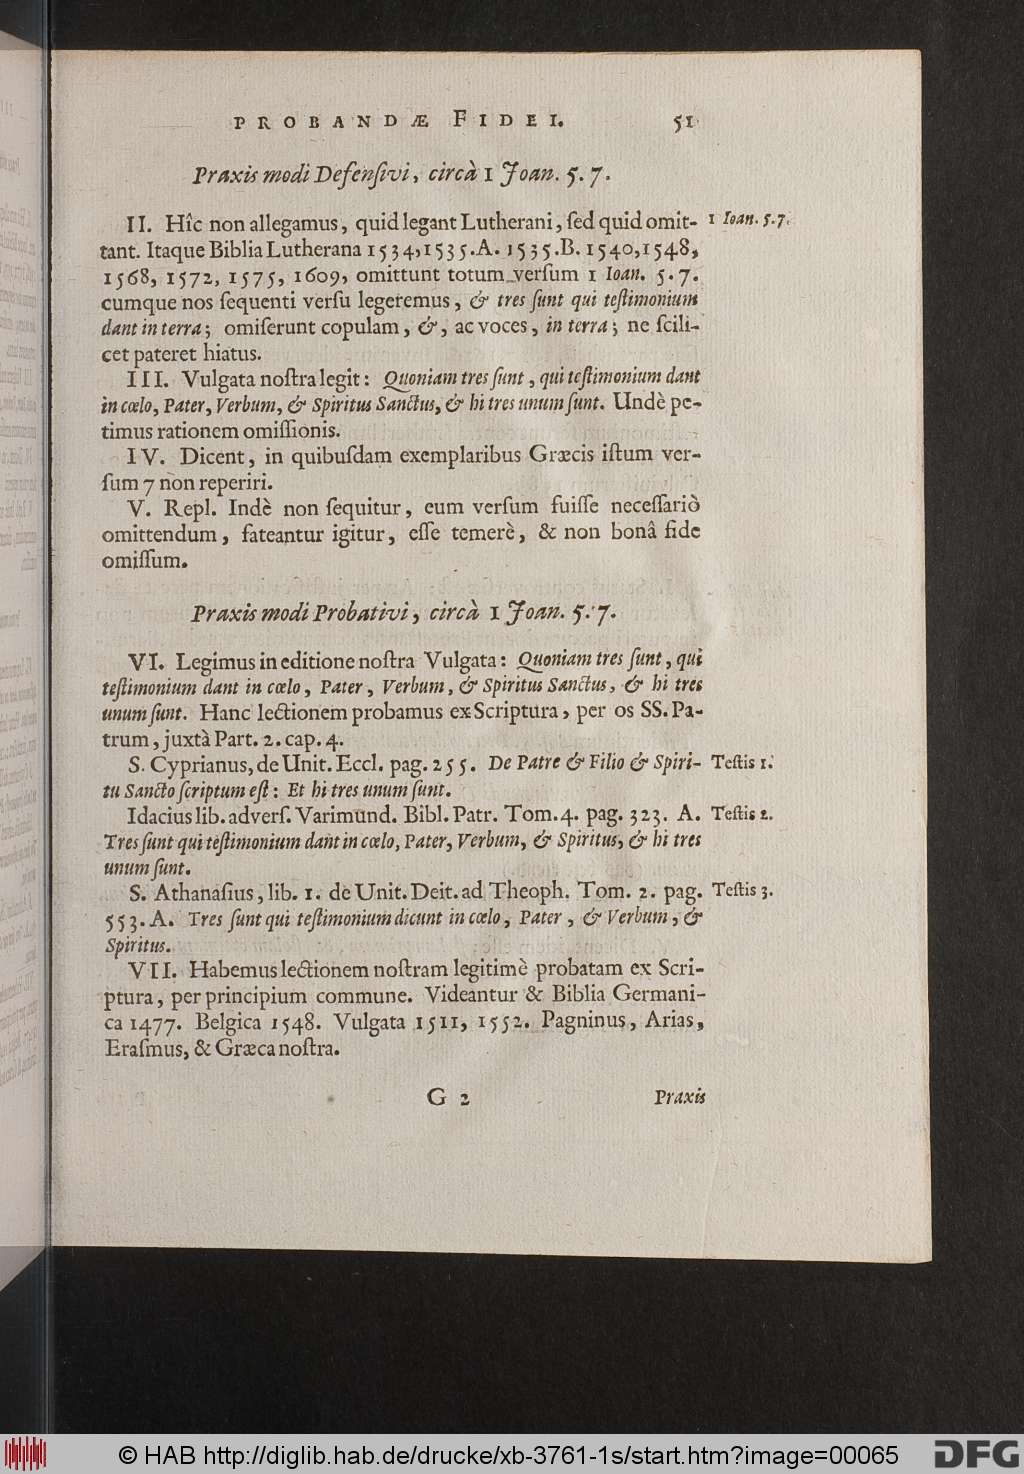 PROBANDÆ FIDEI. 51
Praxis modi Defenſivi, circà 1 Joan. 5. 7.
II. Hîc non allegamus, quid legant Lutherani, ſed quid omit- 1 Ioan. 5. 7.
tant. Itaque Biblia Lutherana 1534, 1535. A. 1535. B. 1540, 1548,
1568, 1572, 1575, 1609, omittunt totum verſum 1 Ioan. 5. 7.
cumque nos ſequenti verſu legeremus, & tres ſunt qui teſtimonium
dant in terra; omiſerunt copulam, &, ac voces, in terra; ne ſcili-
cet pateret hiatus.
III. Vulgata noſtra legit: Quoniam tres ſunt, qui teſtimonium dant
in cœlo, Pater, Verbum, & Spiritus Sanctus, & hi tres unum ſunt. Undè pe-
timus rationem omiſſionis.
IV. Dicent, in quibuſdam exemplaribus Græcis iſtum ver-
ſum 7 non reperiri.
V. Repl. Indè non ſequitur, eum verſum fuiſſe neceſſariò
omittendum, fateantur igitur, eſſe temerè, & non bonâ fide
omiſſum.
Praxis modi Probativi, circà 1 Joan. 5. 7.
VI. Legimus in editione noſtra Vulgata: Quoniam tres ſunt, qui
teſtimonium dant in cœlo, Pater, Verbum, & Spiritus Sanctus, & hi tres
unum ſunt. Hanc lectionem probamus ex Scriptura, per os SS. Pa-
trum, juxtà Part. 2. cap. 4.
S. Cyprianus, de Unit. Eccl. pag. 255. De Patre & Filio & Spiri- Teſtis 1.
tu Sancto ſcriptum eſt: Et hi tres unum ſunt.
Idacius lib. adverſ. Varimund. Bibl. Patr. Tom. 4. pag. 323. A. Teſtis 2.
Tres ſunt qui teſtimonium dant in cœlo, Pater, Verbum, & Spiritus, & hi tres
unum ſunt.
S. Athanaſius, lib. 1. de Unit. Deit. ad Theoph. Tom. 2. pag. Teſtis 3.
553. A. Tres ſunt qui teſtimonium dicunt in cœlo, Pater, & Verbum, &
Spiritus.
VII. Habemus lectionem noſtram legitimè probatam ex Scri-
ptura, per principium commune. Videantur & Biblia Germani-
ca 1477. Belgica 1548. Vulgata 1511, 1552. Pagninus, Arias,
Eraſmus, & Græca noſtra.
G 2 Praxis
© HAB http://diglib.hab.de/drucke/xb-3761-1s/start.htm?image=00065 DFG